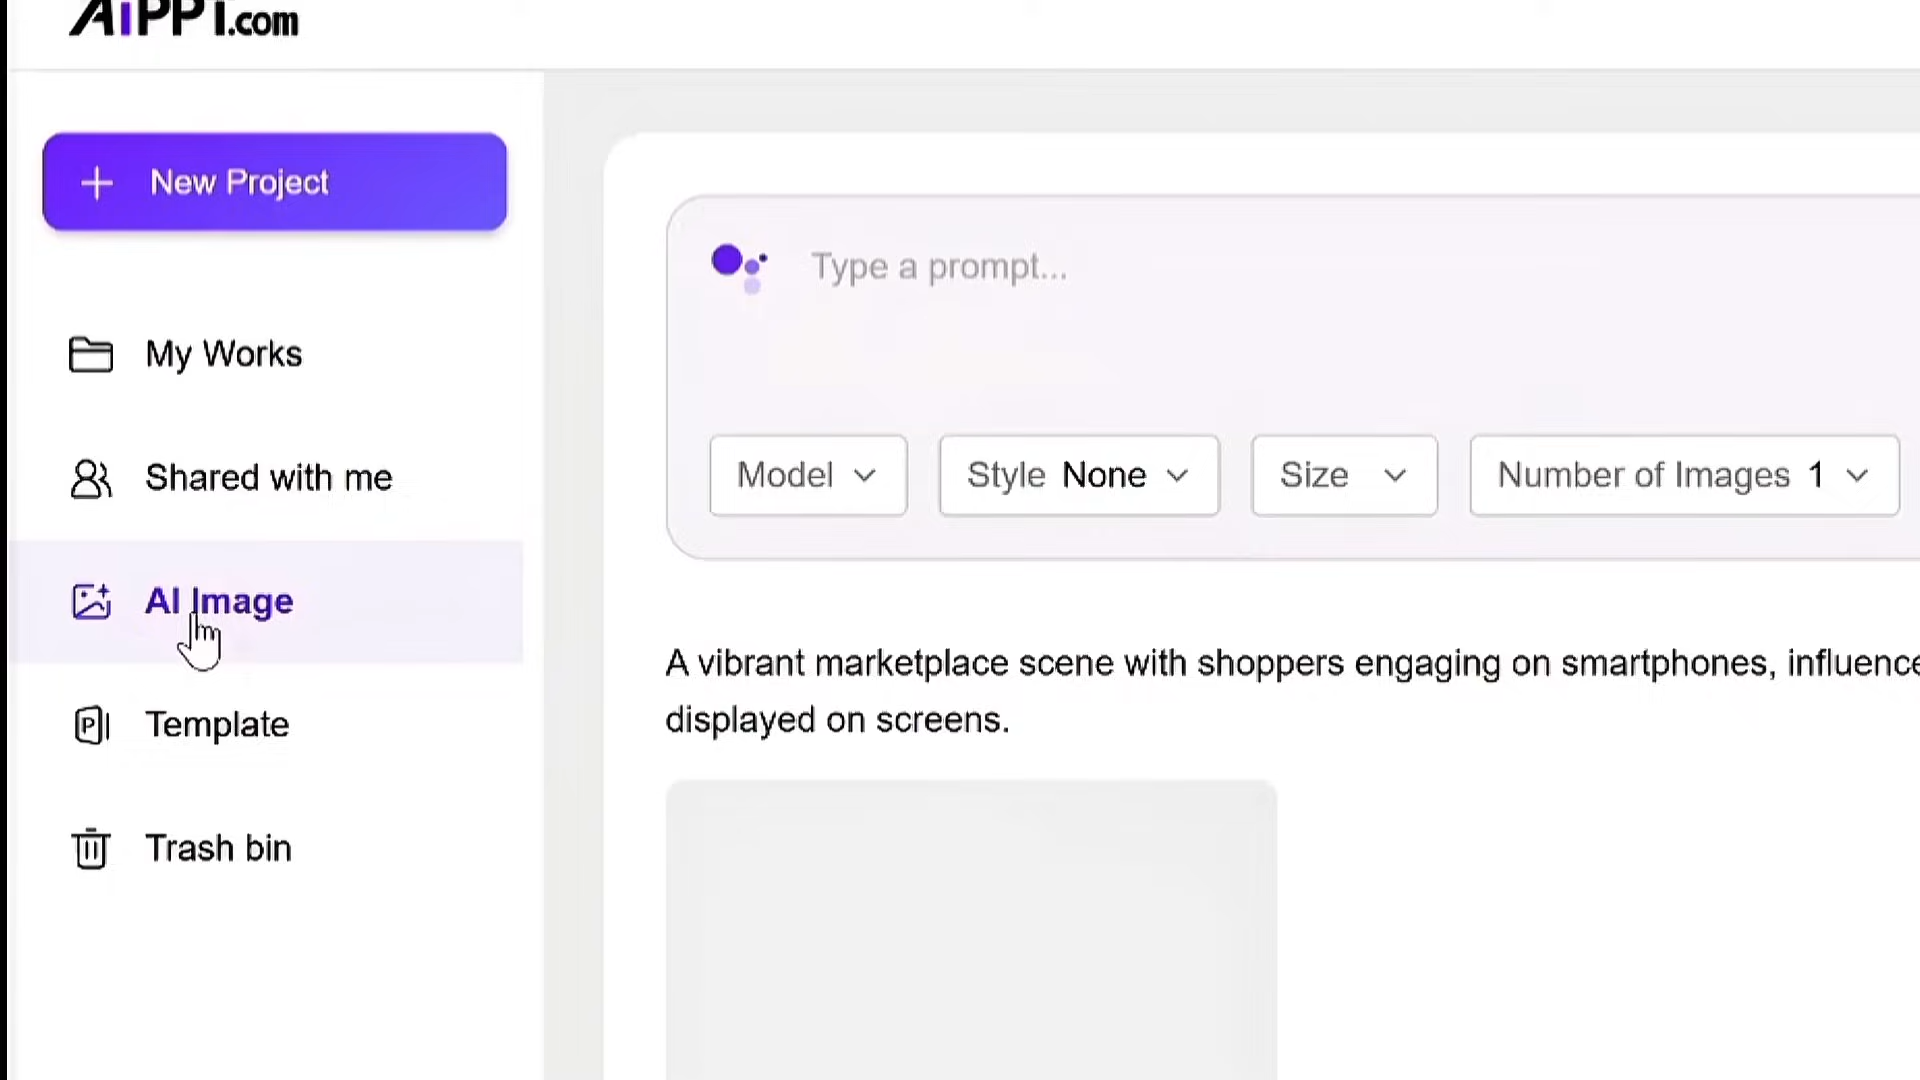 AiPPT.com
New Project
My Works
Shared with me
AI Image
Template
Trash bin
Type a prompt...
Model
Style None
Size
Number of Images 1
A vibrant marketplace scene with shoppers engaging on smartphones,
displayed on screens.